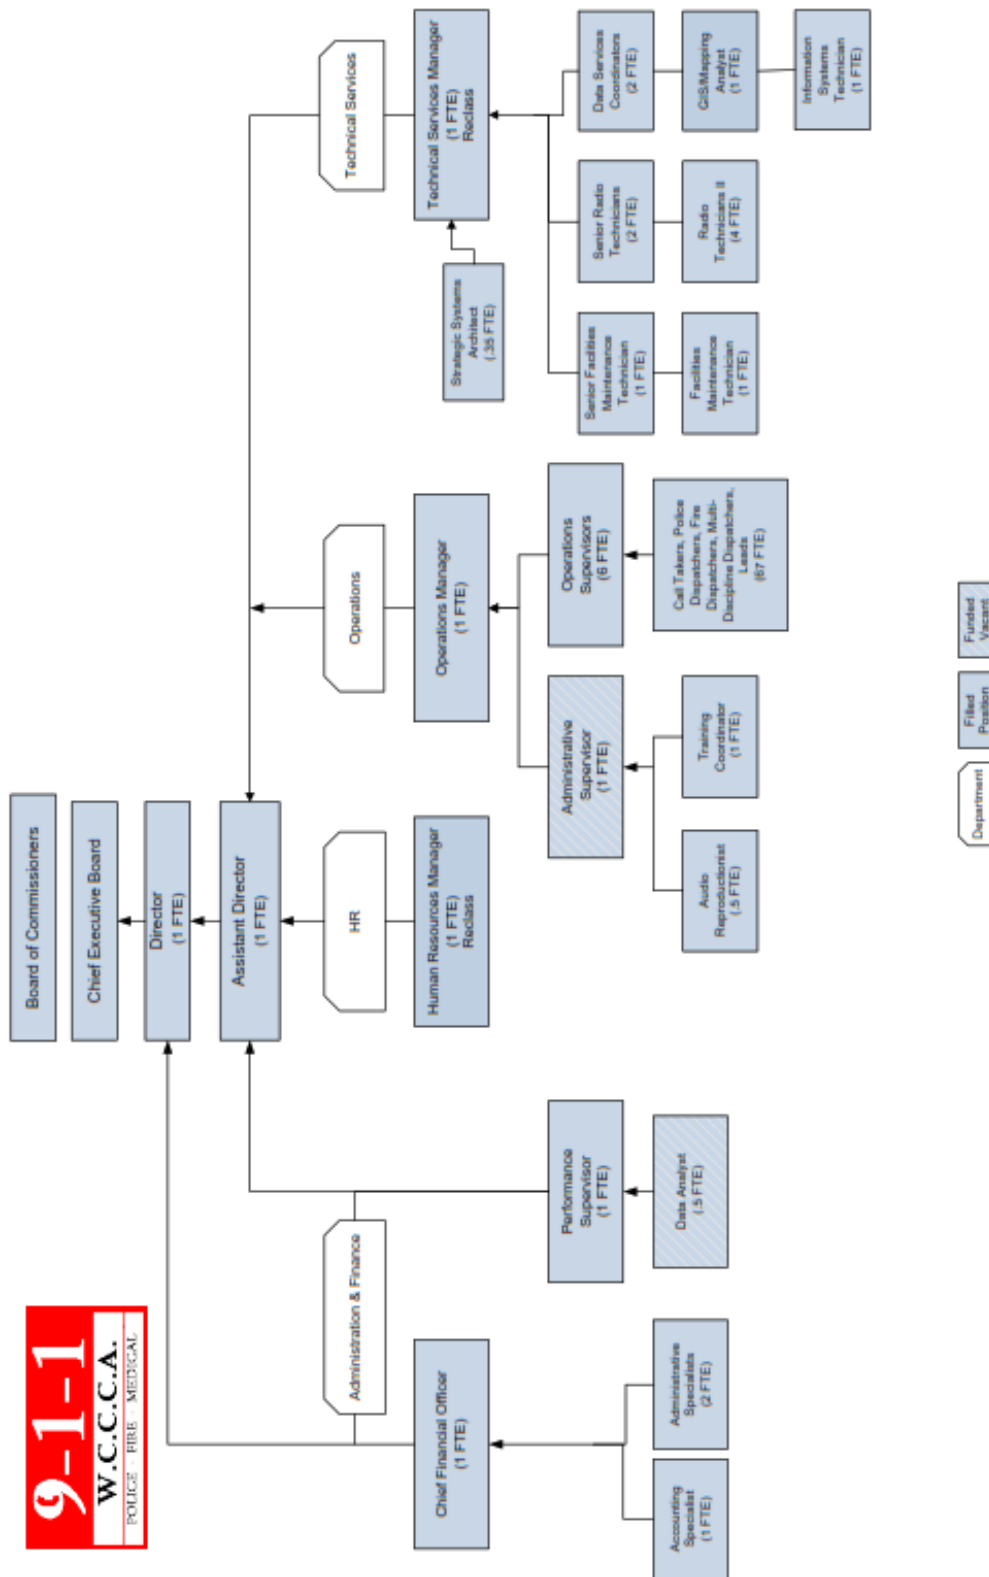 9-1-1
W.C.C.C.A.
POLICE · FIRE · MEDICAL
Board of Commissioners
Chief Executive Board
Director
(1 FTE)
Assistant Director
(1 FTE)
Administration & Finance
HR
Operations
Technical Services
Chief Financial Officer
(1 FTE)
Human Resources Manager
(1 FTE)
Reclass
Operations Manager
(1 FTE)
Technical Services Manager
(1 FTE)
Reclass
Strategic Systems
Architect
(.35 FTE)
Performance
Supervisor
(1 FTE)
Administrative
Supervisor
(1 FTE)
Operations
Supervisors
(6 FTE)
Senior Facilities
Maintenance
Technician
(1 FTE)
Senior Radio
Technicians
(2 FTE)
Data Services
Coordinators
(2 FTE)
Accounting
Specialist
(1 FTE)
Administrative
Specialists
(2 FTE)
Data Analyst
(.5 FTE)
Audio
Reproductionist
(.5 FTE)
Training
Coordinator
(1 FTE)
Call Takers, Police
Dispatchers, Fire
Dispatchers, Multi-
Discipline Dispatchers,
Leads
(67 FTE)
Facilities
Maintenance
Technician
(1 FTE)
Radio
Technicians II
(4 FTE)
GIS/Mapping
Analyst
(1 FTE)
Information
Systems
Technician
(1 FTE)
Department
Filled
Position
Funded
Vacant